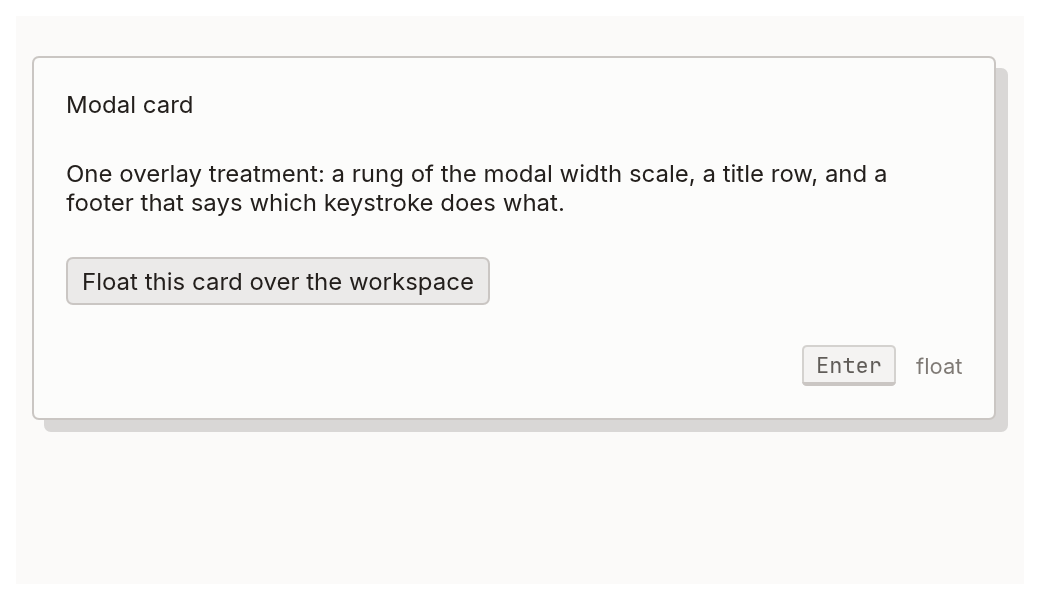 Modal card
One overlay treatment: a rung of the modal width scale, a title row, and a
footer that says which keystroke does what.
Float this card over the workspace
Enter float